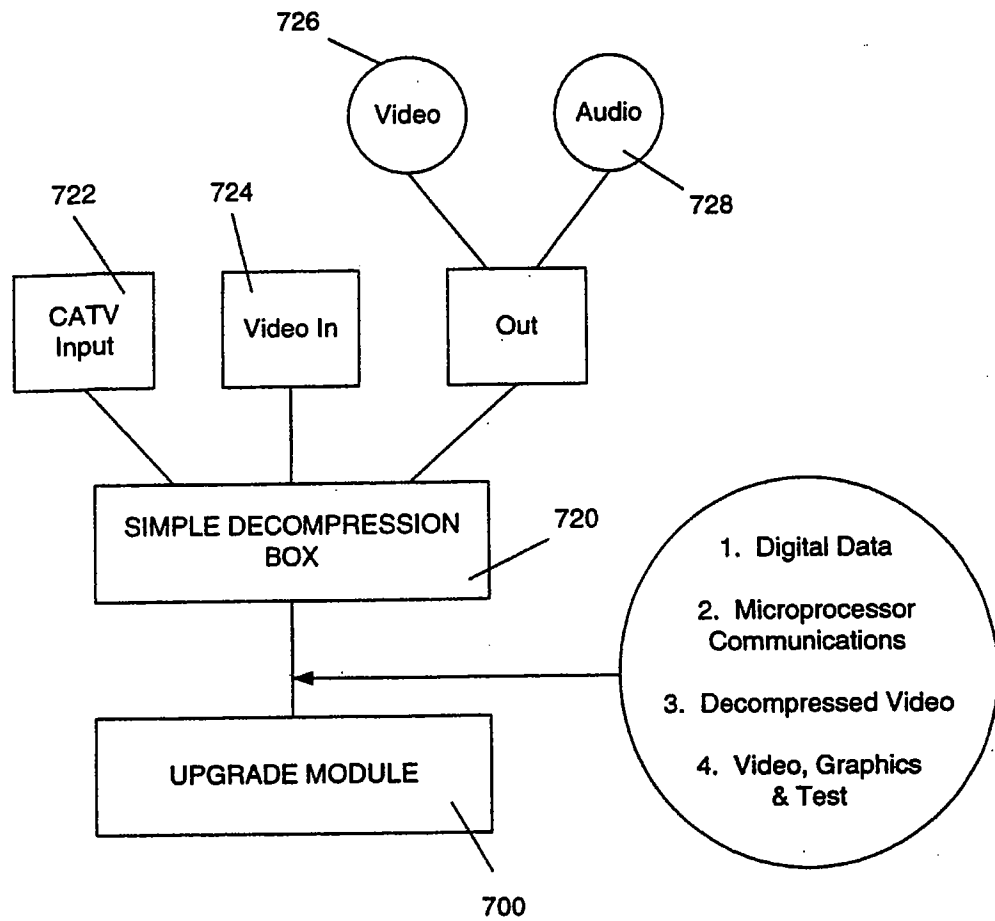 726
Video
Audio
728
722
724
CATV
Input
Video In
Out
SIMPLE DECOMPRESSION
BOX
720
1. Digital Data
2. Microprocessor
Communications
3. Decompressed Video
4. Video, Graphics
& Test
UPGRADE MODULE
700